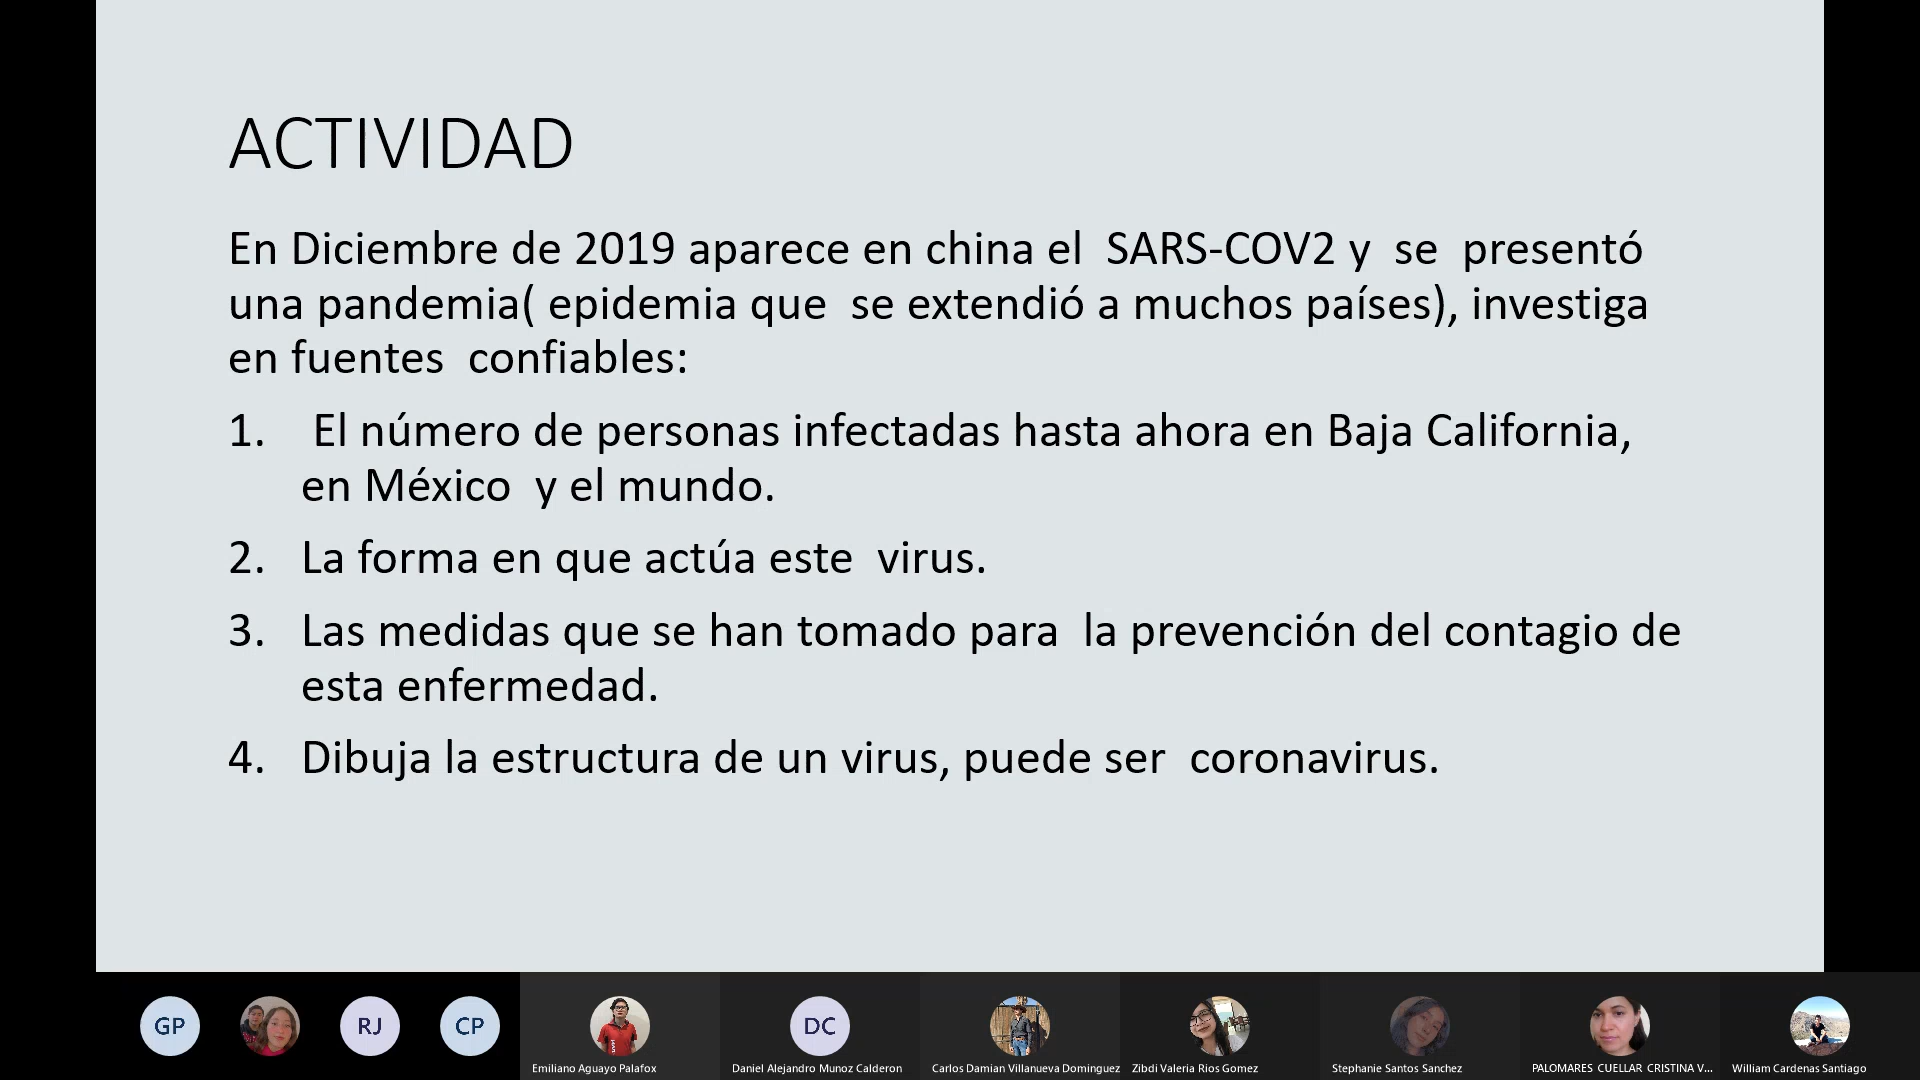 ACTIVIDAD
En Diciembre de 2019 aparece en china el SARS-COV2 y se presentó
una pandemia( epidemia que se extendió a muchos países), investiga
en fuentes confiables:
1. El número de personas infectadas hasta ahora en Baja California,
en México y el mundo.
2. La forma en que actúa este virus.
3. Las medidas que se han tomado para la prevención del contagio de
esta enfermedad.
4. Dibuja la estructura de un virus, puede ser coronavirus.
GP RJ CP DC
Emiliano Aguayo Palafox Daniel Alejandro Munoz Calderon Carlos Damian Villanueva Dominguez Zibdi Valeria Rios Gomez Stephanie Santos Sanchez PALOMARES CUELLAR CRISTINA V... William Cardenas Santiago